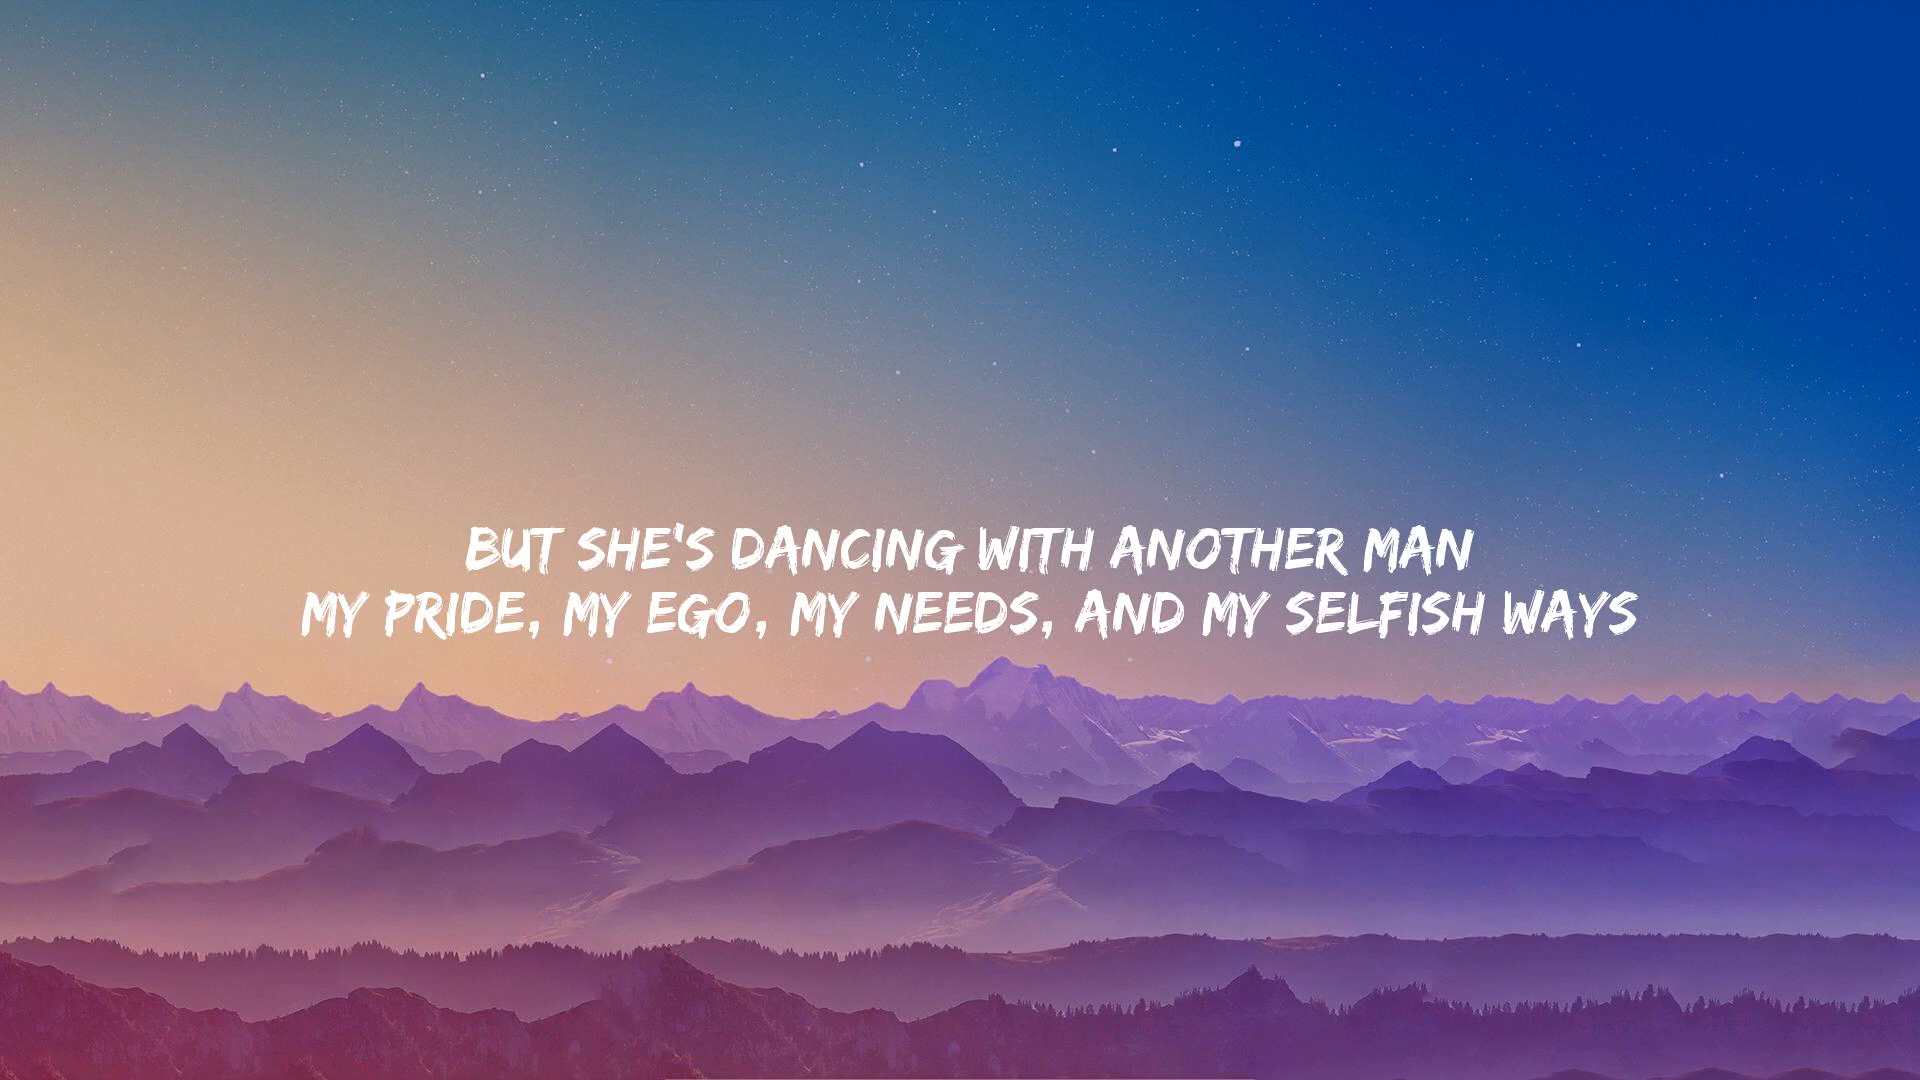 BUT SHE'S DANCING WITH ANOTHER MAN
MY PRIDE, MY EGO, MY NEEDS, AND MY SELFISH WAYS